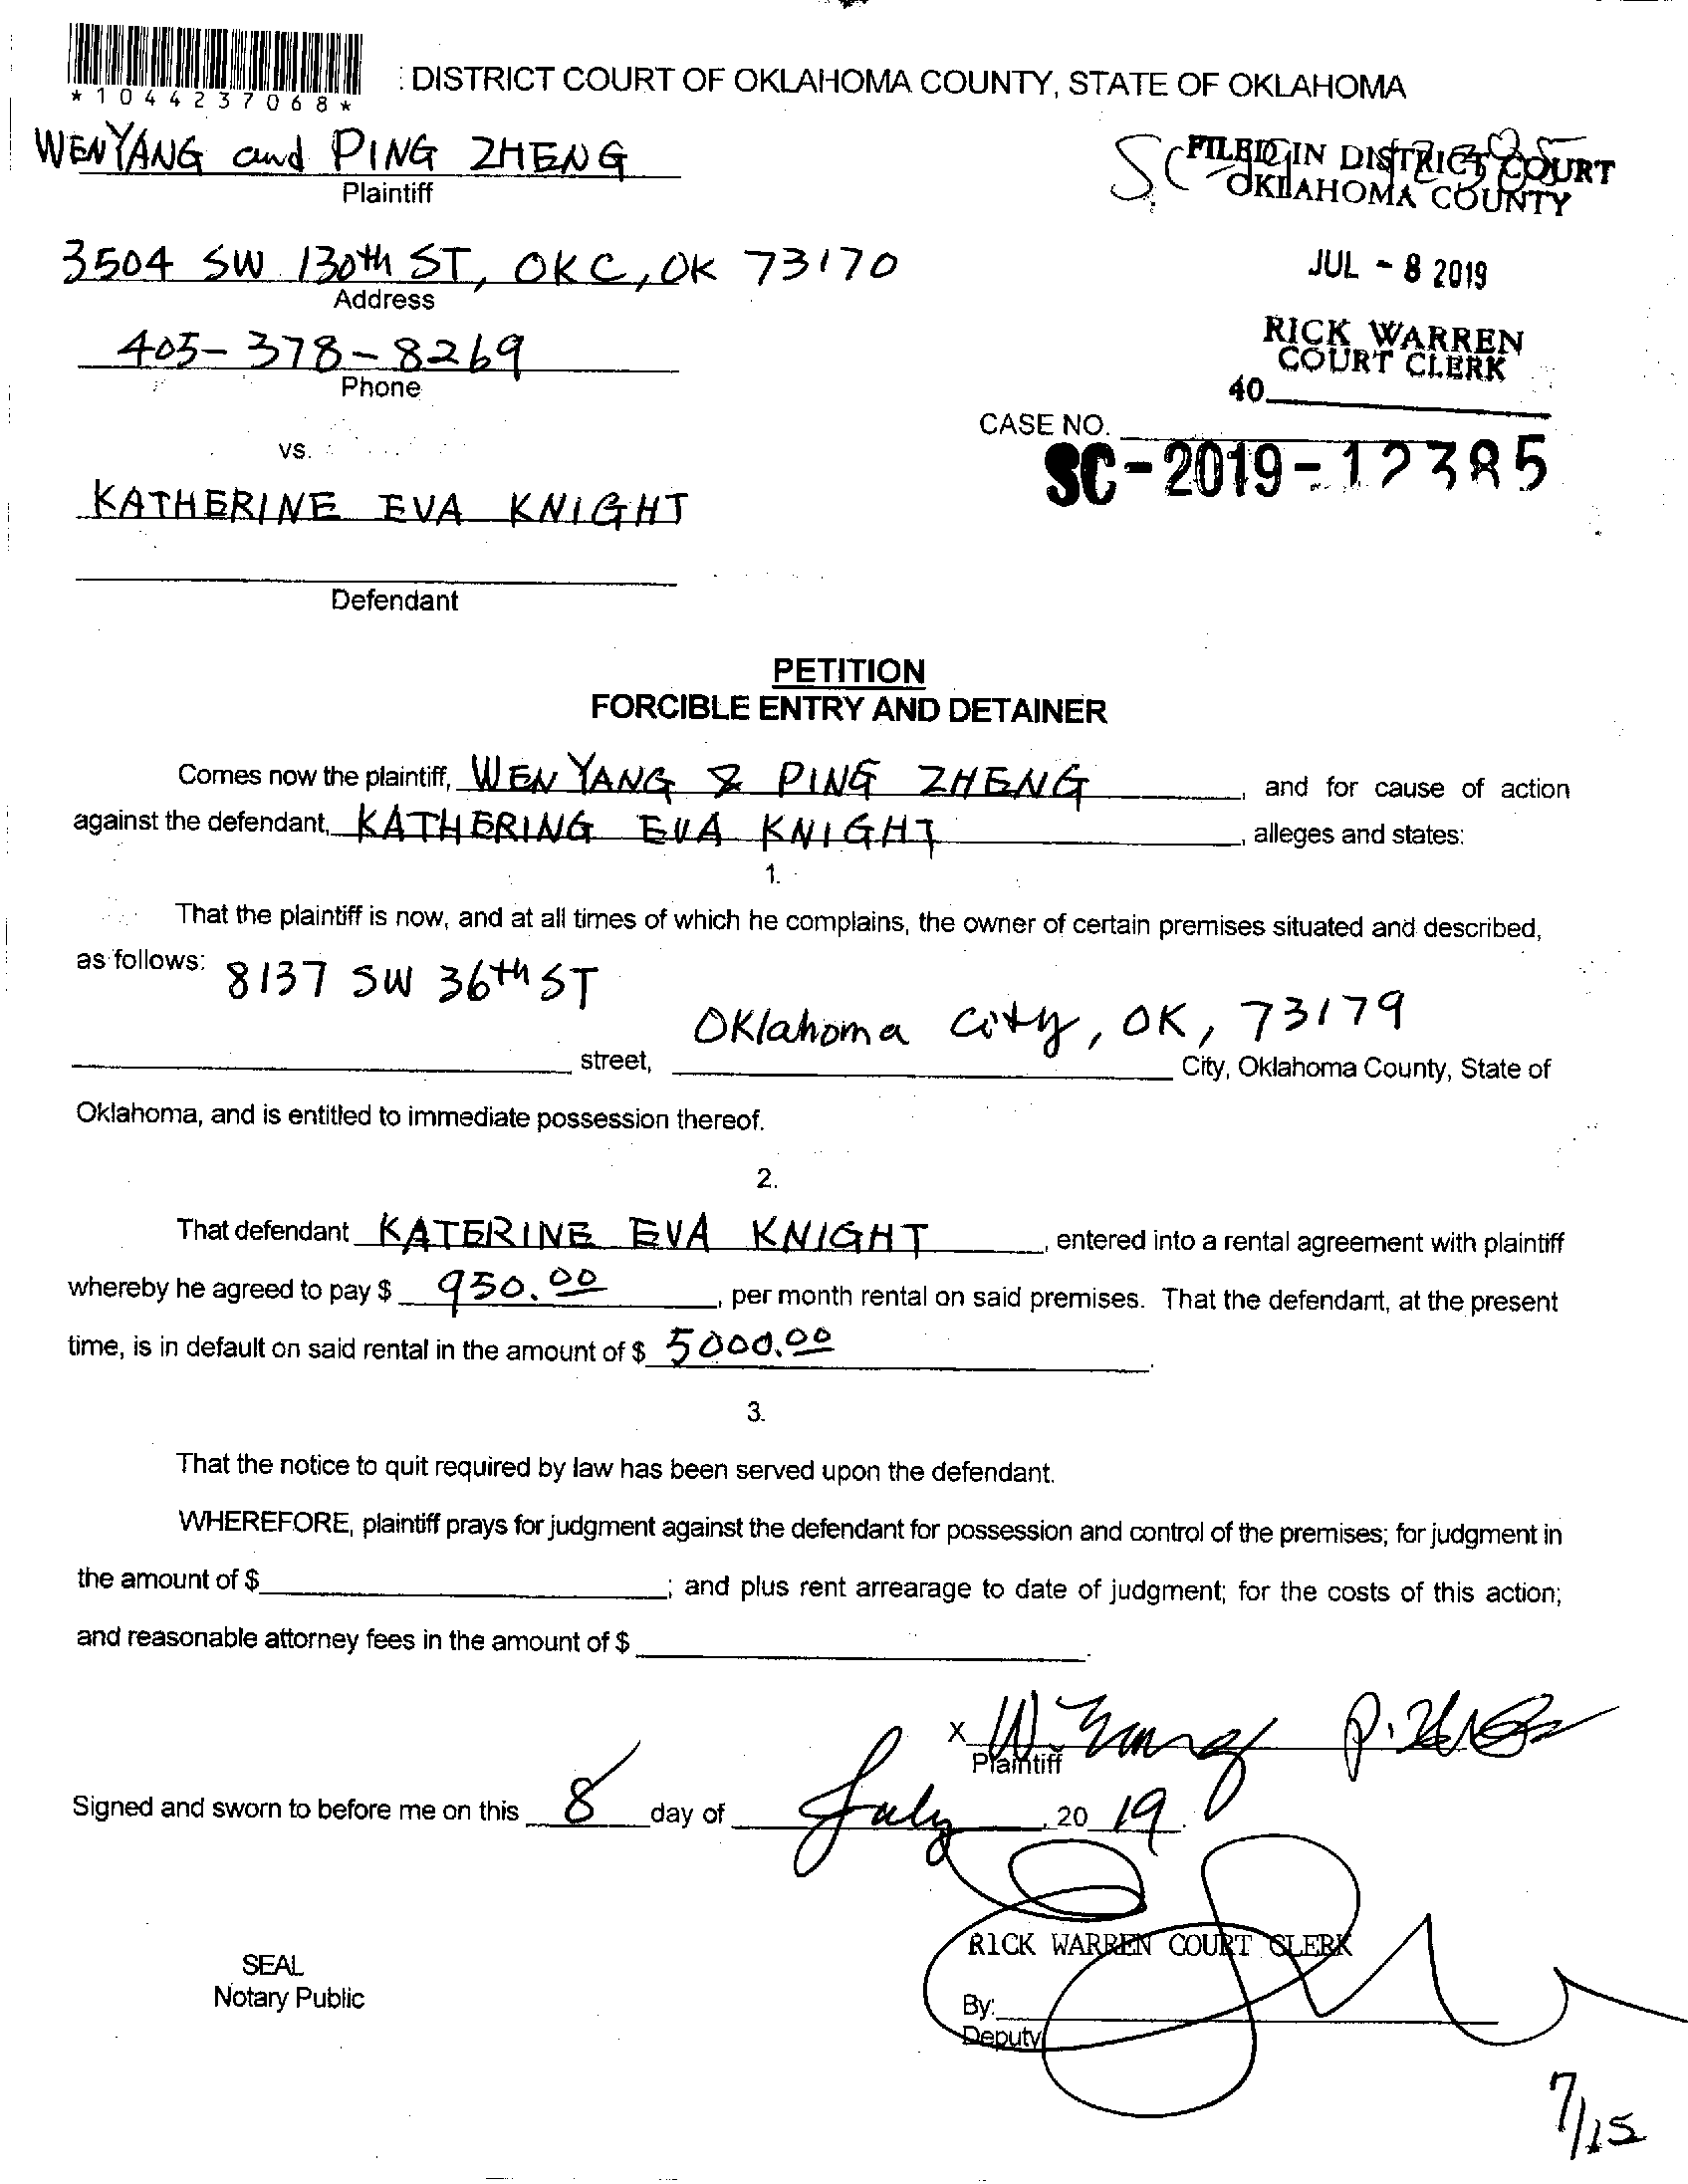 *1044237068*
: DISTRICT COURT OF OKLAHOMA COUNTY, STATE OF OKLAHOMA
WEN YANG and PING ZHENG
Plaintiff
FILED IN DISTRICT COURT
OKLAHOMA COUNTY
3504 SW 130th ST, OKC, OK 73170
Address
JUL - 8 2019
405-378-8269
Phone
RICK WARREN
COURT CLERK
40
CASE NO.
SC-2019-12385
vs.
KATHERINE EVA KNIGHT
Defendant
PETITION
FORCIBLE ENTRY AND DETAINER
Comes now the plaintiff, WEN YANG & PING ZHENG, and for cause of action
against the defendant, KATHERING EVA KNIGHT, alleges and states:
1.
That the plaintiff is now, and at all times of which he complains, the owner of certain premises situated and described,
as follows: 8137 SW 36th ST
Oklahoma City, OK, 73179
street, City, Oklahoma County, State of
Oklahoma, and is entitled to immediate possession thereof.
2.
That defendant KATERINE EVA KNIGHT, entered into a rental agreement with plaintiff
whereby he agreed to pay $ 950.00, per month rental on said premises. That the defendant, at the present
time, is in default on said rental in the amount of $ 5000.00.
3.
That the notice to quit required by law has been served upon the defendant.
WHEREFORE, plaintiff prays for judgment against the defendant for possession and control of the premises; for judgment in
the amount of $ ; and plus rent arrearage to date of judgment; for the costs of this action;
and reasonable attorney fees in the amount of $ .
X W. Yang
Plaintiff
Signed and sworn to before me on this 8 day of July, 20 19.
RICK WARREN COURT CLERK
SEAL
Notary Public
By:
Deputy
7/15